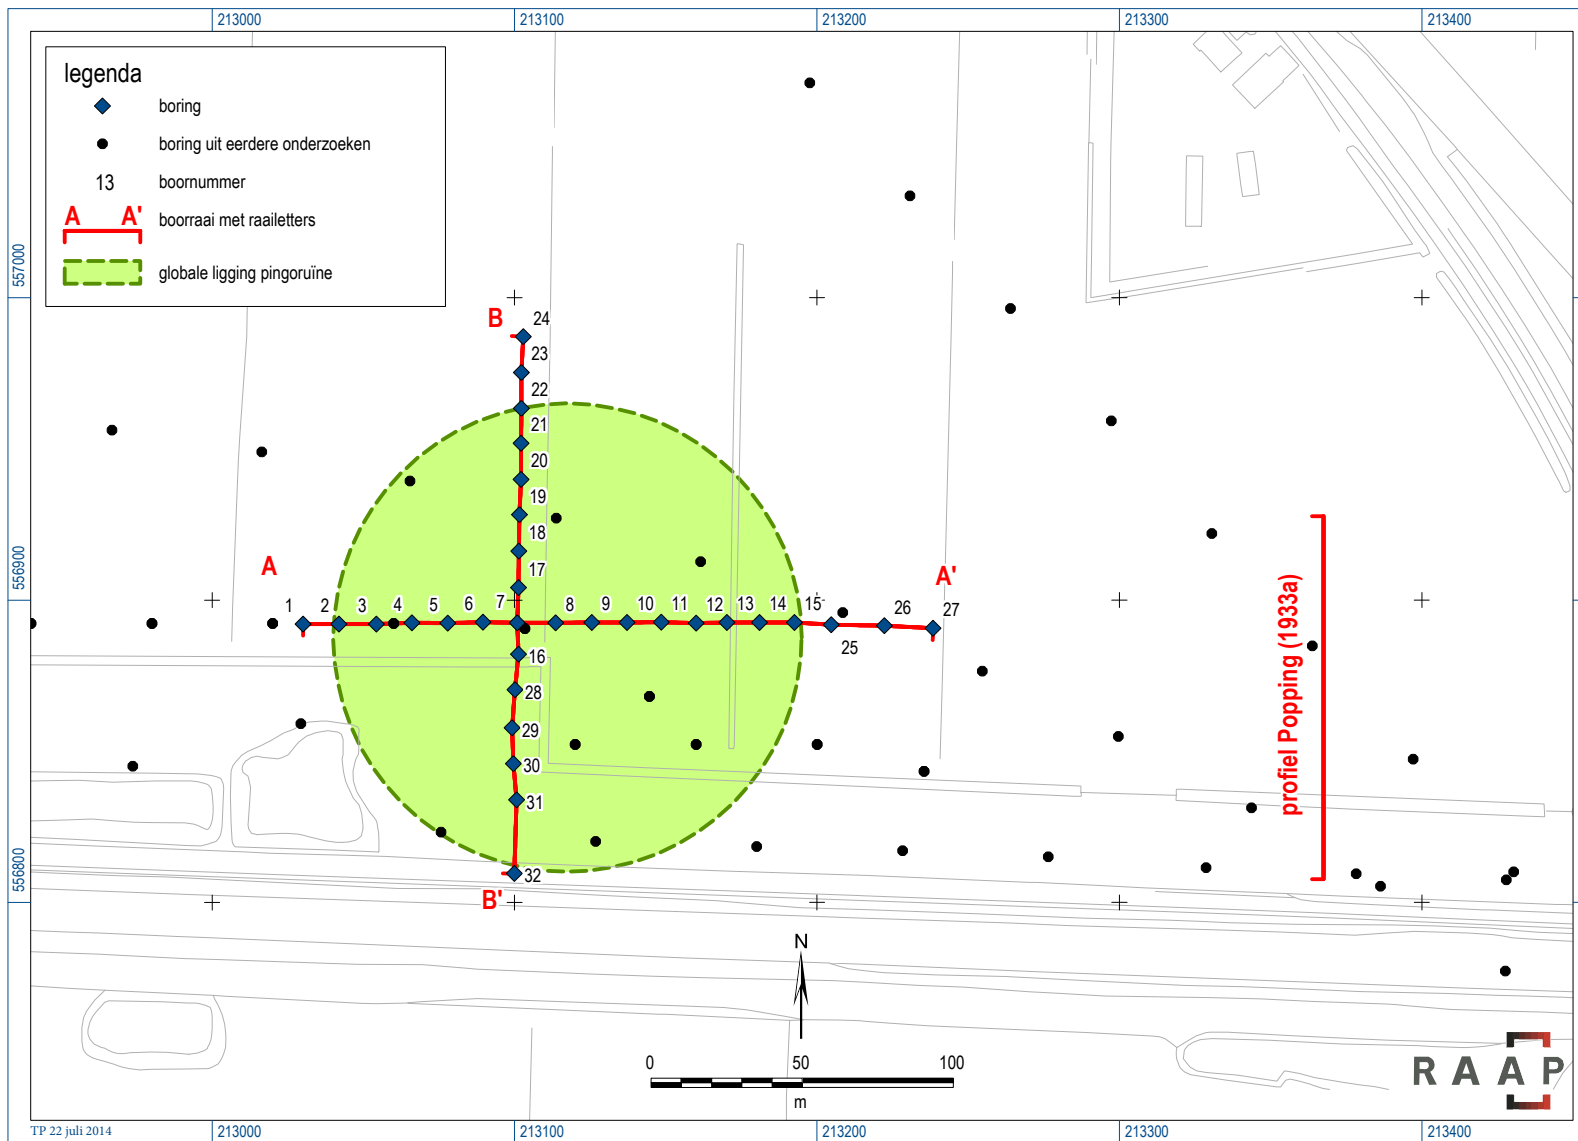 213000 213100 213200 213300 213400
legenda
boring
boring uit eerdere onderzoeken
13 boornummer
A A' boorraai met raailetters
globale ligging pingoruïne
557000
556900
556800
B
24
23
22
21
20
19
18
17
A
A'
1 2 3 4 5 6 7 8 9 10 11 12 13 14 15 26 27
25
16
28
29
30
31
32
B'
profiel Popping (1933a)
N
0 50 100
m
RAAP
TP 22 juli 2014
213000 213100 213200 213300 213400